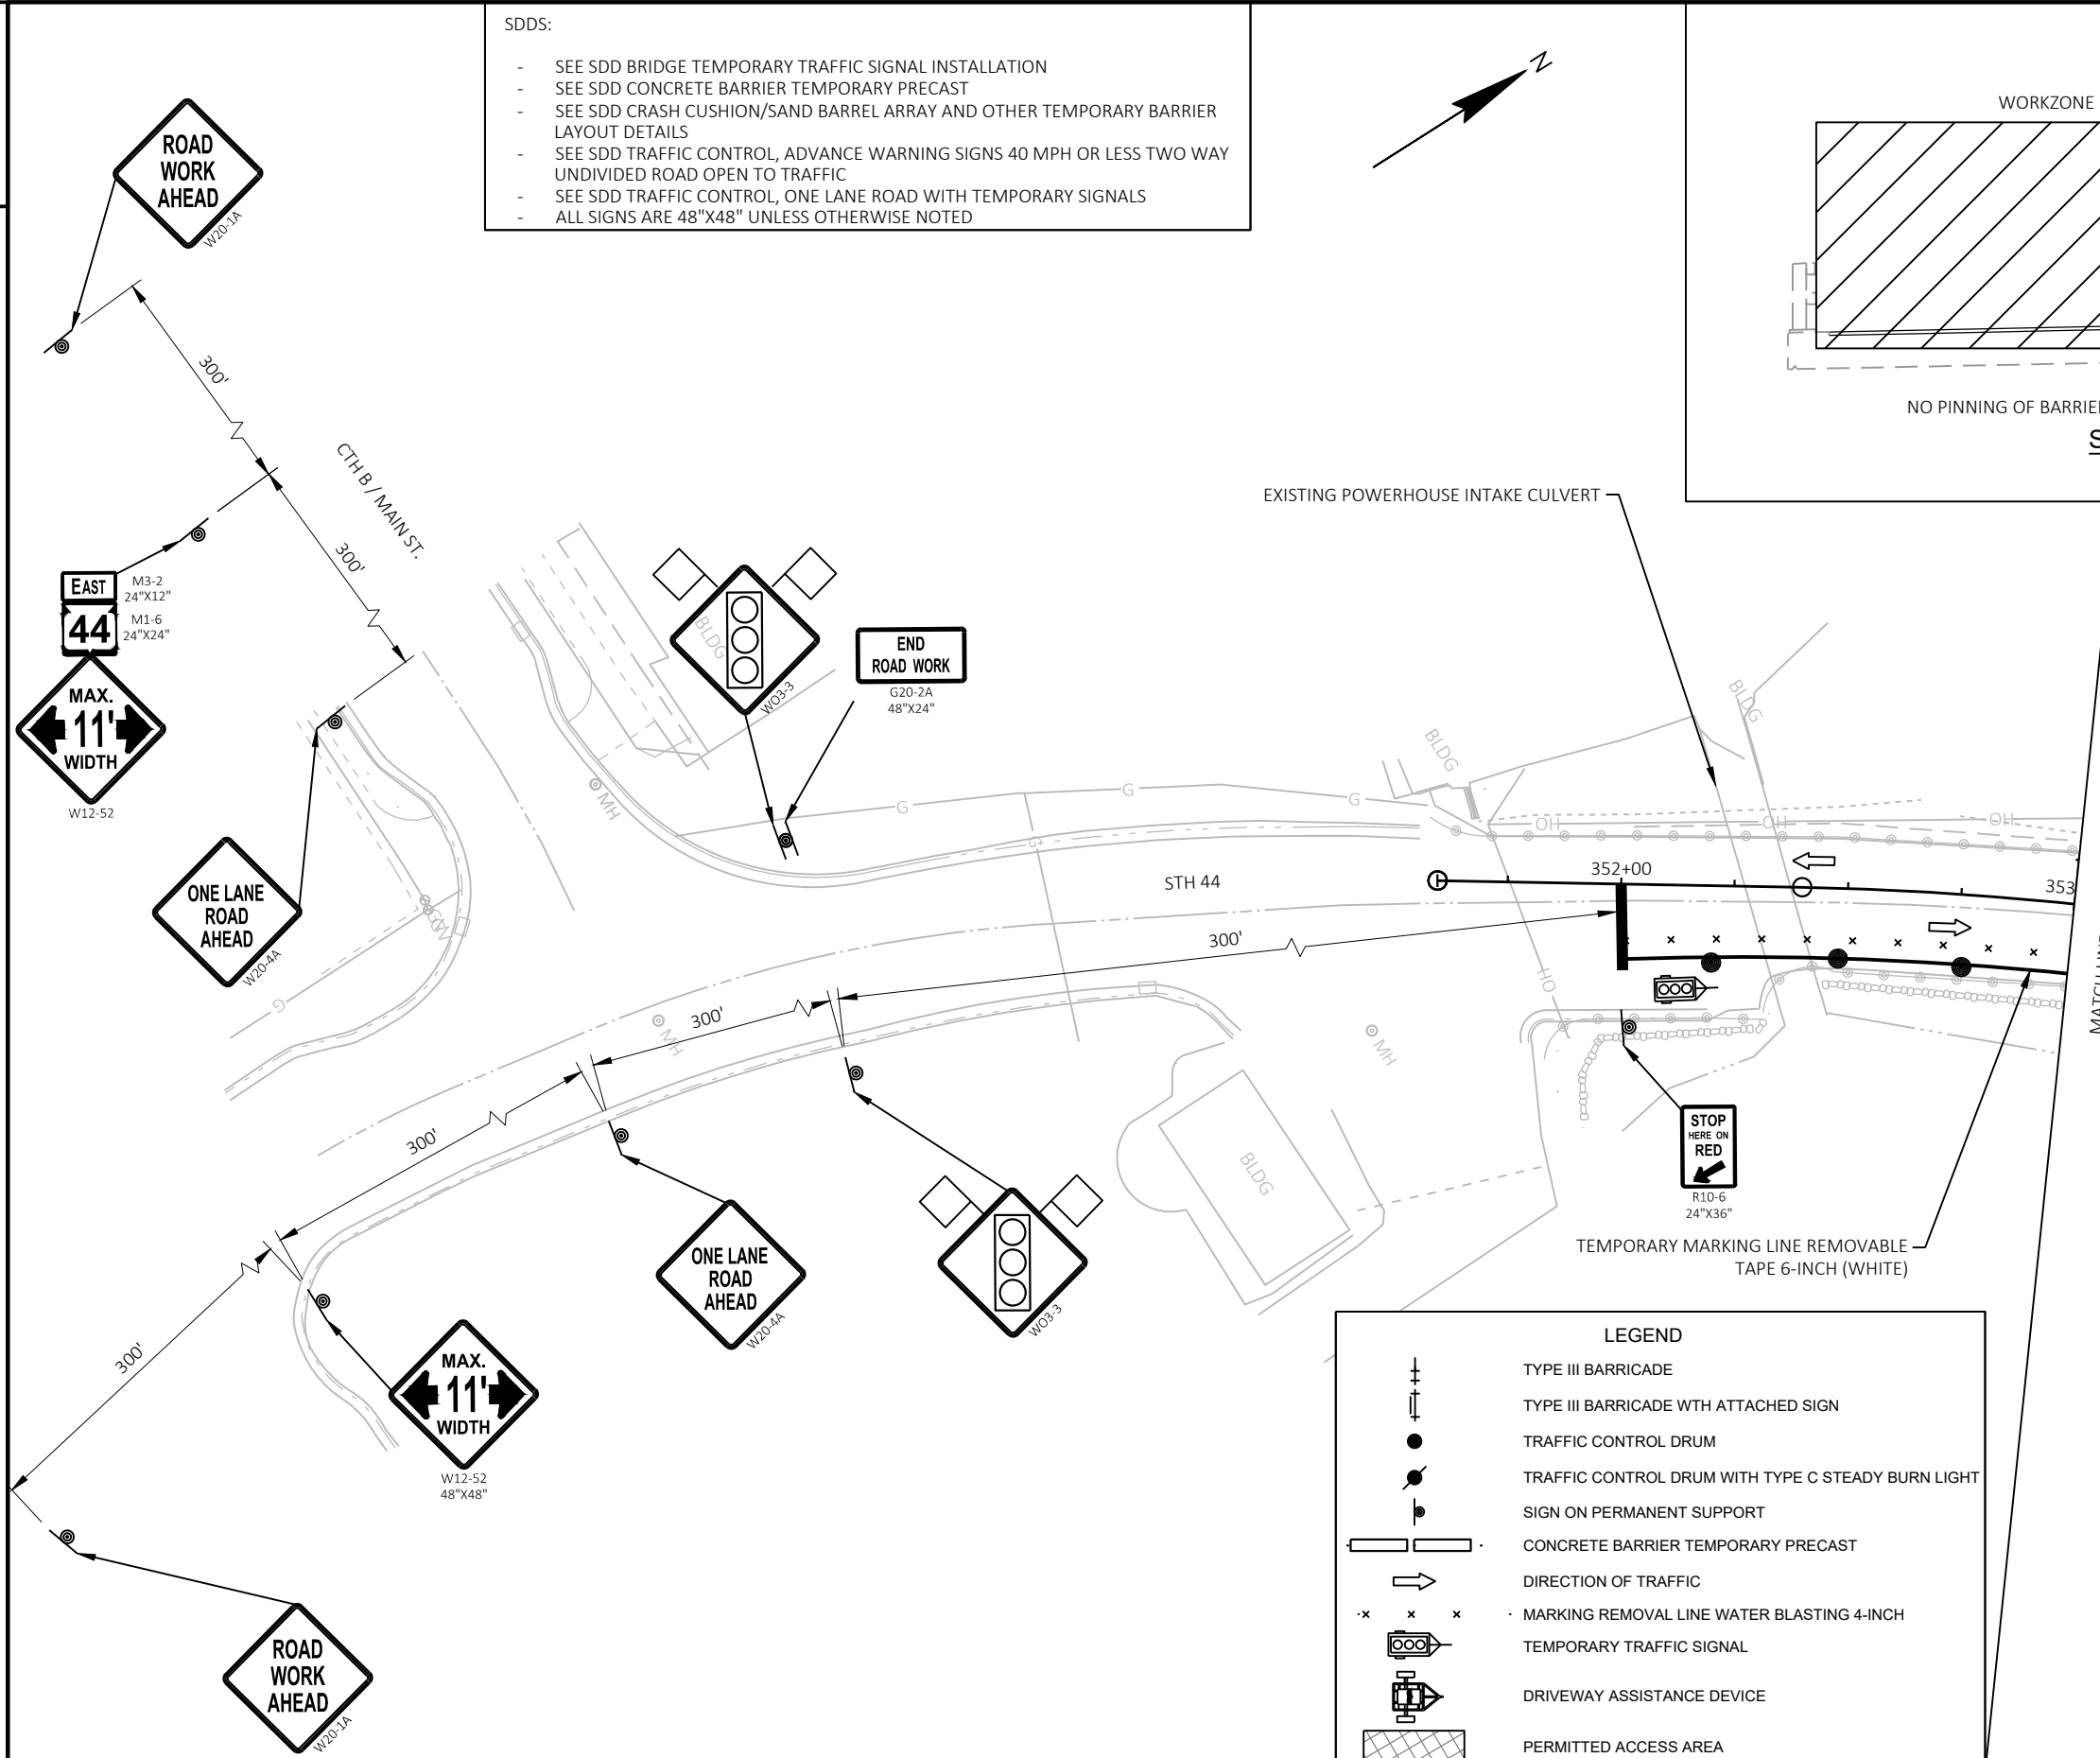 SDDS:
- SEE SDD BRIDGE TEMPORARY TRAFFIC SIGNAL INSTALLATION
- SEE SDD CONCRETE BARRIER TEMPORARY PRECAST
- SEE SDD CRASH CUSHION/SAND BARREL ARRAY AND OTHER TEMPORARY BARRIER
LAYOUT DETAILS
- SEE SDD TRAFFIC CONTROL, ADVANCE WARNING SIGNS 40 MPH OR LESS TWO WAY
UNDIVIDED ROAD OPEN TO TRAFFIC
- SEE SDD TRAFFIC CONTROL, ONE LANE ROAD WITH TEMPORARY SIGNALS
- ALL SIGNS ARE 48"X48" UNLESS OTHERWISE NOTED
N
WORKZONE
NO PINNING OF BARRIE
S
ROAD
WORK
AHEAD
W20-1A
300'
300'
CTH B / MAIN ST.
EAST
M3-2
24"X12"
44
M1-6
24"X24"
MAX.
11'
WIDTH
W12-52
ONE LANE
ROAD
AHEAD
W20-4A
BLDG
WO3-3
END
ROAD WORK
G20-2A
48"X24"
EXISTING POWERHOUSE INTAKE CULVERT
BLDG
BLDG
MH
G
G
G
G
G
GV
OH
OH
OH
OH
STH 44
352+00
353
MATCH LINE
300'
300'
300'
300'
MH
MH
BLDG
STOP
HERE ON
RED
R10-6
24"X36"
TEMPORARY MARKING LINE REMOVABLE
TAPE 6-INCH (WHITE)
WO3-3
ONE LANE
ROAD
AHEAD
W20-4A
MAX.
11'
WIDTH
W12-52
48"X48"
ROAD
WORK
AHEAD
W20-1A
LEGEND
TYPE III BARRICADE
TYPE III BARRICADE WTH ATTACHED SIGN
TRAFFIC CONTROL DRUM
TRAFFIC CONTROL DRUM WITH TYPE C STEADY BURN LIGHT
SIGN ON PERMANENT SUPPORT
CONCRETE BARRIER TEMPORARY PRECAST
DIRECTION OF TRAFFIC
MARKING REMOVAL LINE WATER BLASTING 4-INCH
TEMPORARY TRAFFIC SIGNAL
DRIVEWAY ASSISTANCE DEVICE
PERMITTED ACCESS AREA